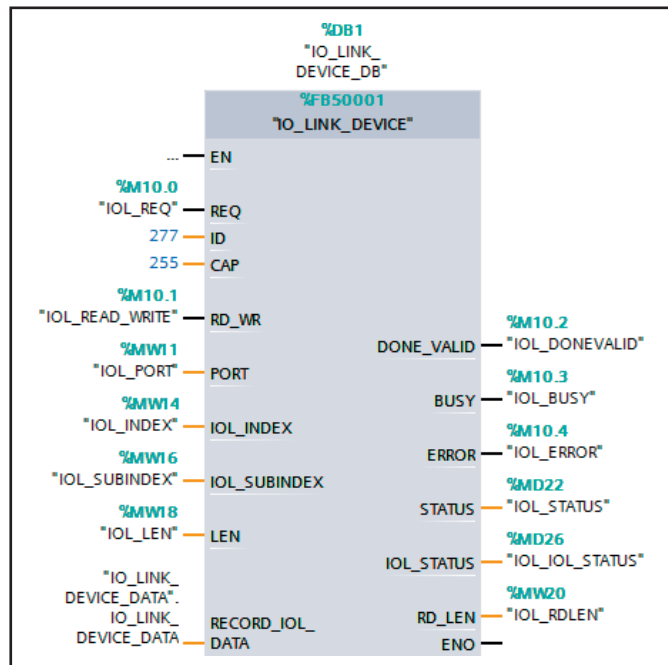 %DB1
"IO_LINK_
DEVICE_DB"
%FB50001
"IO_LINK_DEVICE"
... EN
%M10.0
"IOL_REQ" REQ
277 ID
255 CAP
%M10.1
"IOL_READ_WRITE" RD_WR
%MW11
"IOL_PORT" PORT
%MW14
"IOL_INDEX" IOL_INDEX
%MW16
"IOL_SUBINDEX" IOL_SUBINDEX
%MW18
"IOL_LEN" LEN
"IO_LINK_
DEVICE_DATA".
IO_LINK_
DEVICE_DATA
RECORD_IOL_
DATA
%M10.2
DONE_VALID "IOL_DONEVALID"
%M10.3
BUSY "IOL_BUSY"
%M10.4
ERROR "IOL_ERROR"
%MD22
STATUS "IOL_STATUS"
%MD26
IOL_STATUS "IOL_IOL_STATUS"
%MW20
RD_LEN "IOL_RDLEN"
ENO